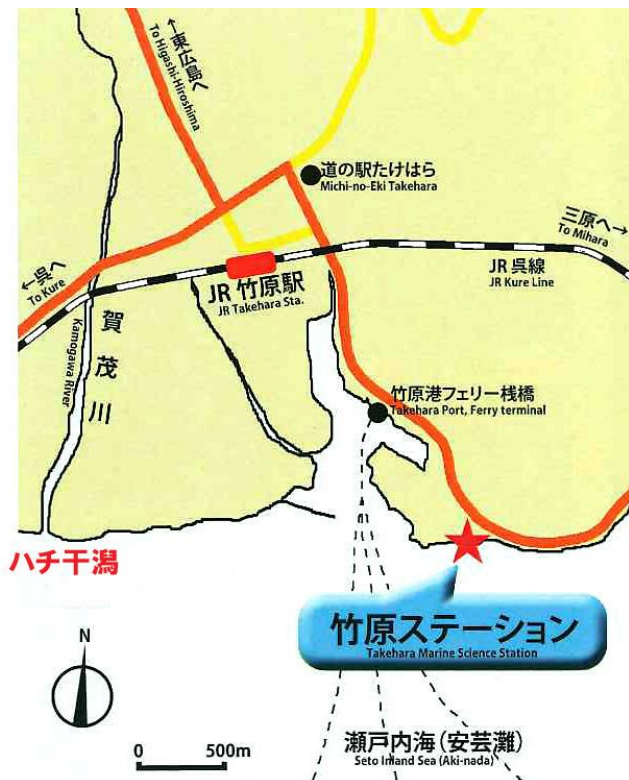 ←東広島へ
To Higashi-Hiroshima
道の駅たけはら
Michi-no-Eki Takehara
三原へ→
To Mihara
←呉へ
To Kure
JR 竹原駅
JR Takehara Sta.
JR 呉線
JR Kure Line
賀茂川
Kamogawa River
竹原港フェリー桟橋
Takehara Port, Ferry terminal
ハチ干潟
竹原ステーション
Takehara Marine Science Station
N
0 500m
瀬戸内海(安芸灘)
Seto Inland Sea (Aki-nada)